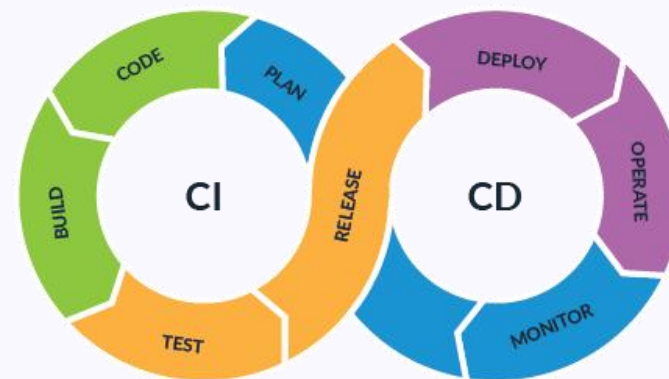 PLAN
CODE
BUILD
TEST
RELEASE
DEPLOY
OPERATE
MONITOR
CI
CD